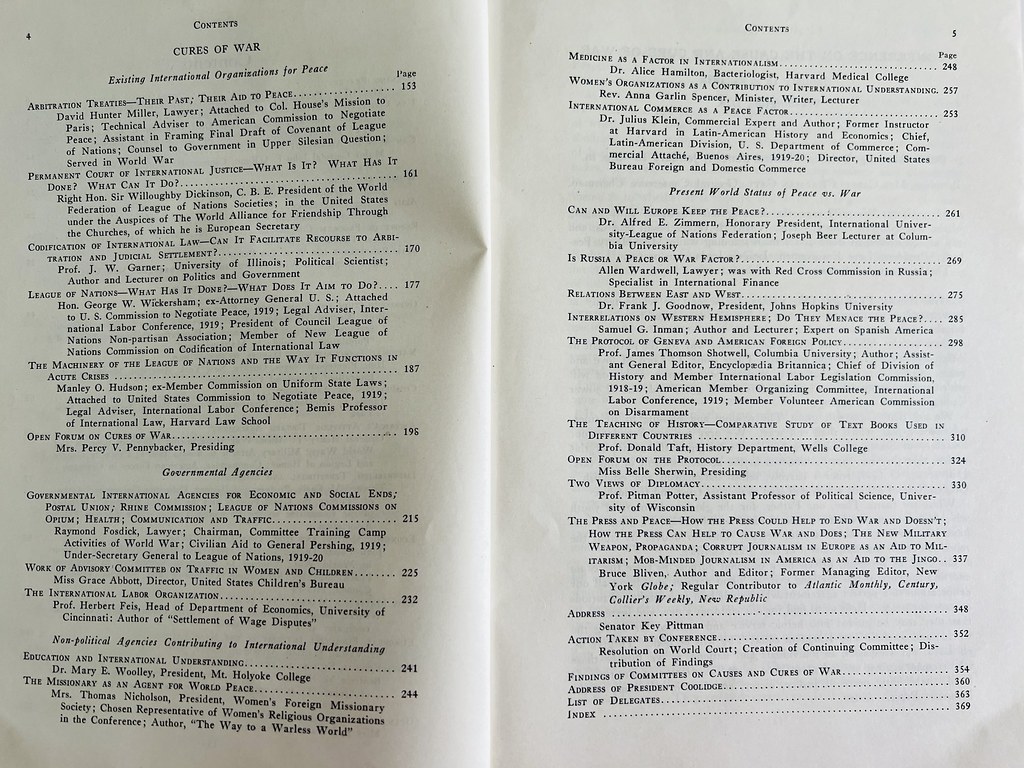 4
CONTENTS
CURES OF WAR
Existing International Organizations for Peace
Page
ARBITRATION TREATIES—THEIR PAST; THEIR AID TO PEACE.................... 153
David Hunter Miller, Lawyer; Attached to Col. House's Mission to
Paris; Technical Adviser to American Commission to Negotiate
Peace; Assistant in Framing Final Draft of Covenant of League
of Nations; Counsel to Government in Upper Silesian Question;
Served in World War
PERMANENT COURT OF INTERNATIONAL JUSTICE—WHAT IS IT? WHAT HAS IT
DONE? WHAT CAN IT DO?.................................... 161
Right Hon. Sir Willoughby Dickinson, C. B. E. President of the World
Federation of League of Nations Societies; in the United States
under the Auspices of The World Alliance for Friendship Through
the Churches, of which he is European Secretary
CODIFICATION OF INTERNATIONAL LAW—CAN IT FACILITATE RECOURSE TO ARBI-
TRATION AND JUDICIAL SETTLEMENT?.............................. 170
Prof. J. W. Garner; University of Illinois; Political Scientist;
Author and Lecturer on Politics and Government
LEAGUE OF NATIONS—WHAT HAS IT DONE?—WHAT DOES IT AIM TO DO?.... 177
Hon. George W. Wickersham; ex-Attorney General U. S.; Attached
to U. S. Commission to Negotiate Peace, 1919; Legal Adviser, Inter-
national Labor Conference, 1919; President of Council League of
Nations Non-partisan Association; Member of New League of
Nations Commission on Codification of International Law
THE MACHINERY OF THE LEAGUE OF NATIONS AND THE WAY IT FUNCTIONS IN
ACUTE CRISES .................................................. 187
Manley O. Hudson; ex-Member Commission on Uniform State Laws;
Attached to United States Commission to Negotiate Peace, 1919;
Legal Adviser, International Labor Conference; Bemis Professor
of International Law, Harvard Law School
OPEN FORUM ON CURES OF WAR........................................ 198
Mrs. Percy V. Pennybacker, Presiding
Governmental Agencies
GOVERNMENTAL INTERNATIONAL AGENCIES FOR ECONOMIC AND SOCIAL ENDS;
POSTAL UNION; RHINE COMMISSION; LEAGUE OF NATIONS COMMISSIONS ON
OPIUM; HEALTH; COMMUNICATION AND TRAFFIC...................... 215
Raymond Fosdick, Lawyer; Chairman, Committee Training Camp
Activities of World War; Civilian Aid to General Pershing, 1919;
Under-Secretary General to League of Nations, 1919-20
WORK OF ADVISORY COMMITTEE ON TRAFFIC IN WOMEN AND CHILDREN........ 225
Miss Grace Abbott, Director, United States Children's Bureau
THE INTERNATIONAL LABOR ORGANIZATION.............................. 232
Prof. Herbert Feis, Head of Department of Economics, University of
Cincinnati: Author of "Settlement of Wage Disputes"
Non-political Agencies Contributing to International Understanding
EDUCATION AND INTERNATIONAL UNDERSTANDING......................... 241
Dr. Mary E. Woolley, President, Mt. Holyoke College
THE MISSIONARY AS AN AGENT FOR WORLD PEACE........................ 244
Mrs. Thomas Nicholson, President, Women's Foreign Missionary
Society; Chosen Representative of Women's Religious Organizations
in the Conference; Author, "The Way to a Warless World"
CONTENTS
5
Page
MEDICINE AS A FACTOR IN INTERNATIONALISM........................... 248
Dr. Alice Hamilton, Bacteriologist, Harvard Medical College
WOMEN'S ORGANIZATIONS AS A CONTRIBUTION TO INTERNATIONAL UNDERSTANDING. 257
Rev. Anna Garlin Spencer, Minister, Writer, Lecturer
INTERNATIONAL COMMERCE AS A PEACE FACTOR........................... 253
Dr. Julius Klein, Commercial Expert and Author; Former Instructor
at Harvard in Latin-American History and Economics; Chief,
Latin-American Division, U. S. Department of Commerce; Com-
mercial Attaché, Buenos Aires, 1919-20; Director, United States
Bureau Foreign and Domestic Commerce
Present World Status of Peace vs. War
CAN AND WILL EUROPE KEEP THE PEACE?................................ 261
Dr. Alfred E. Zimmern, Honorary President, International Univer-
sity-League of Nations Federation; Joseph Beer Lecturer at Colum-
bia University
IS RUSSIA A PEACE OR WAR FACTOR?................................... 269
Allen Wardwell, Lawyer; was with Red Cross Commission in Russia;
Specialist in International Finance
RELATIONS BETWEEN EAST AND WEST.................................... 275
Dr. Frank J. Goodnow, President, Johns Hopkins University
INTERRELATIONS ON WESTERN HEMISPHERE; DO THEY MENACE THE PEACE?.... 285
Samuel G. Inman; Author and Lecturer; Expert on Spanish America
THE PROTOCOL OF GENEVA AND AMERICAN FOREIGN POLICY................. 298
Prof. James Thomson Shotwell, Columbia University; Author; Assist-
ant General Editor, Encyclopædia Britannica; Chief of Division of
History and Member International Labor Legislation Commission,
1918-19; American Member Organizing Committee, International
Labor Conference, 1919; Member Volunteer American Commission
on Disarmament
THE TEACHING OF HISTORY—COMPARATIVE STUDY OF TEXT BOOKS USED IN
DIFFERENT COUNTRIES ........................................... 310
Prof. Donald Taft, History Department, Wells College
OPEN FORUM ON THE PROTOCOL......................................... 324
Miss Belle Sherwin, Presiding
TWO VIEWS OF DIPLOMACY............................................. 330
Prof. Pitman Potter, Assistant Professor of Political Science, Univer-
sity of Wisconsin
THE PRESS AND PEACE—HOW THE PRESS COULD HELP TO END WAR AND DOESN'T;
HOW THE PRESS CAN HELP TO CAUSE WAR AND DOES; THE NEW MILITARY
WEAPON, PROPAGANDA; CORRUPT JOURNALISM IN EUROPE AS AN AID TO MIL-
ITARISM; MOB-MINDED JOURNALISM IN AMERICA AS AN AID TO THE JINGO.. 337
Bruce Bliven, Author and Editor; Former Managing Editor, New
York Globe; Regular Contributor to Atlantic Monthly, Century,
Collier's Weekly, New Republic
ADDRESS ........................................................... 348
Senator Key Pittman
ACTION TAKEN BY CONFERENCE......................................... 352
Resolution on World Court; Creation of Continuing Committee; Dis-
tribution of Findings
FINDINGS OF COMMITTEES ON CAUSES AND CURES OF WAR.................. 354
ADDRESS OF PRESIDENT COOLIDGE...................................... 360
LIST OF DELEGATES.................................................. 363
INDEX ............................................................. 369